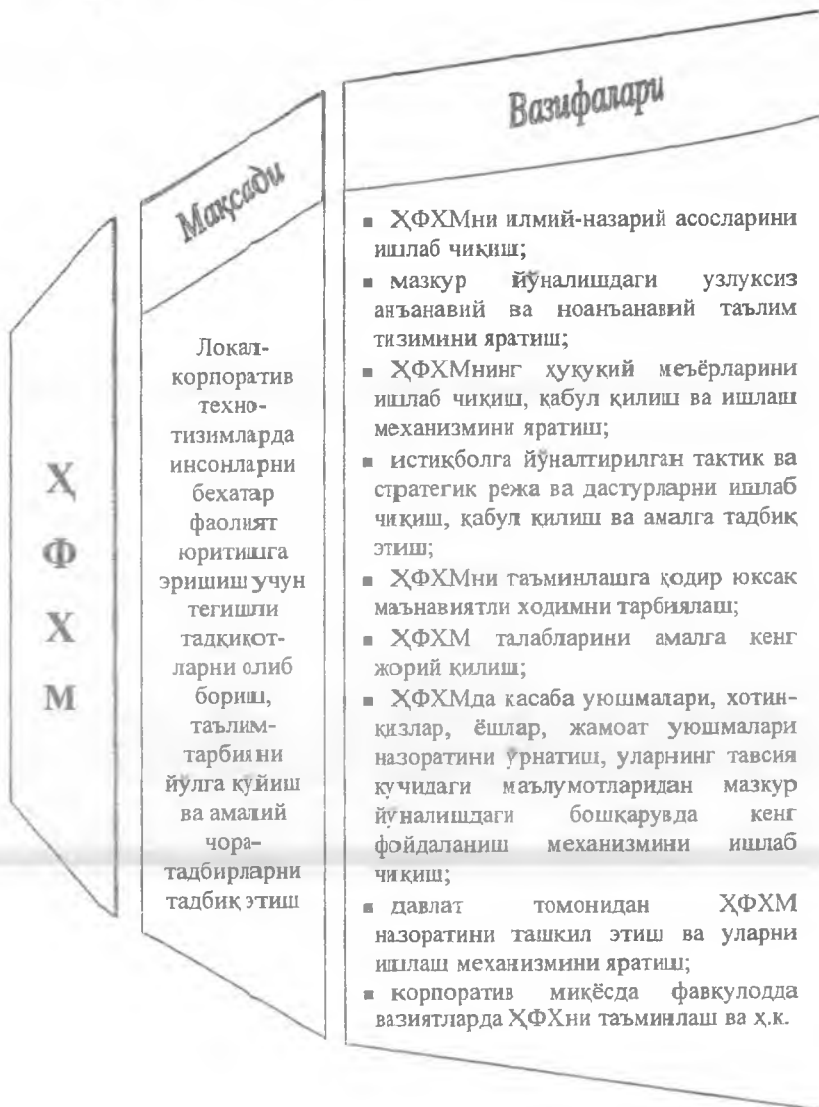 Ҳ
Ф
Х
М
Мақсади
Локал-
корпоратив
техно-
тизимларда
инсонларни
бехатар
фаолият
юритишга
эришиш учун
тегишли
тадқиқот-
ларни олиб
бориш,
таълим-
тарбияни
йўлга қўйиш
ва амалий
чора-
тадбирларни
тадбиқ этиш
Вазифалари
▪ ҲФХМни илмий-назарий асосларини
ишлаб чиқиш;
▪ мазкур йўналишдаги узлуксиз
анъанавий ва ноанъанавий таълим
тизимини яратиш;
▪ ҲФХМнинг ҳуқуқий меъёрларини
ишлаб чиқиш, қабул қилиш ва ишлаш
механизмини яратиш;
▪ истиқболга йўналтирилган тактик ва
стратегик режа ва дастурларни ишлаб
чиқиш, қабул қилиш ва амалга тадбиқ
этиш;
▪ ҲФХМни таъминлашга қодир юксак
маънавиятли ходимни тарбиялаш;
▪ ҲФХМ талабларини амалга кенг
жорий қилиш;
▪ ҲФХМда касаба уюшмалари, хотин-
қизлар, ёшлар, жамоат уюшмалари
назоратини ўрнатиш, уларнинг тавсия
кучидаги маълумотларидан мазкур
йўналишдаги бошқарувда кенг
фойдаланиш механизмини ишлаб
чиқиш;
▪ давлат томонидан ҲФХМ
назоратини ташкил этиш ва уларни
ишлаш механизмини яратиш;
▪ корпоратив миқёсда фавқулодда
вазиятларда ҲФХни таъминлаш ва ҳ.к.